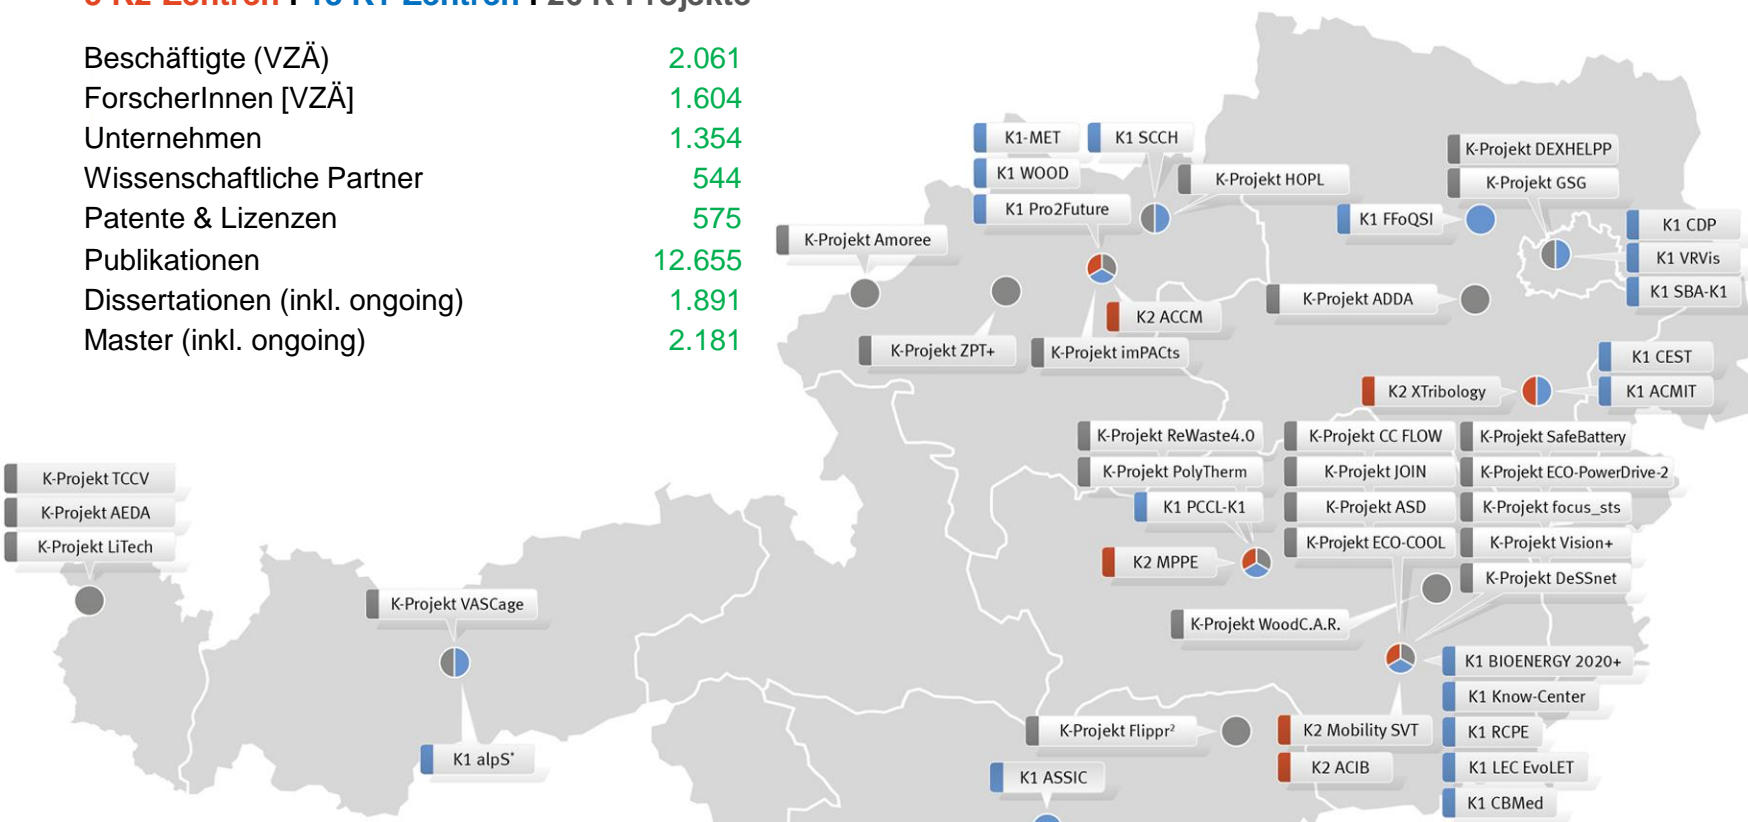 K2-Zentren I K1-Zentren I K-Projekte
Beschäftigte (VZÄ) 2.061
ForscherInnen [VZÄ] 1.604
Unternehmen 1.354
Wissenschaftliche Partner 544
Patente & Lizenzen 575
Publikationen 12.655
Dissertationen (inkl. ongoing) 1.891
Master (inkl. ongoing) 2.181
K1-MET
K1 SCCH
K1 WOOD
K-Projekt HOPL
K1 Pro2Future
K-Projekt DEXHELPP
K-Projekt GSG
K1 FFoQSI
K1 CDP
K1 VRVis
K1 SBA-K1
K-Projekt Amoree
K-Projekt ADDA
K2 ACCM
K-Projekt ZPT+
K-Projekt imPACts
K1 CEST
K2 XTribology
K1 ACMIT
K-Projekt ReWaste4.0
K-Projekt CC FLOW
K-Projekt SafeBattery
K-Projekt PolyTherm
K-Projekt JOIN
K-Projekt ECO-PowerDrive-2
K1 PCCL-K1
K-Projekt ASD
K-Projekt focus_sts
K-Projekt ECO-COOL
K-Projekt Vision+
K2 MPPE
K-Projekt DeSSnet
K-Projekt TCCV
K-Projekt AEDA
K-Projekt LiTech
K-Projekt VASCage
K-Projekt WoodC.A.R.
K1 BIOENERGY 2020+
K1 Know-Center
K-Projekt Flippr²
K2 Mobility SVT
K1 RCPE
K1 alpS*
K1 ASSIC
K2 ACIB
K1 LEC EvoLET
K1 CBMed